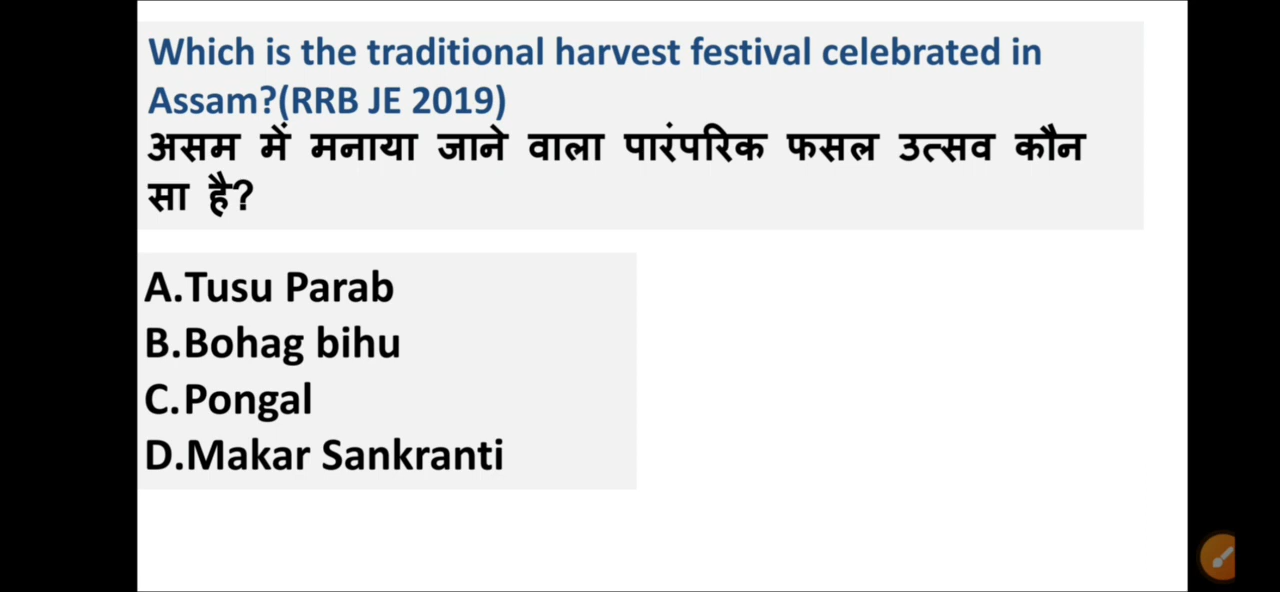 Which is the traditional harvest festival celebrated in
Assam?(RRB JE 2019)
असम में मनाया जाने वाला पारंपरिक फसल उत्सव कौन
सा है?
A.Tusu Parab
B.Bohag bihu
C.Pongal
D.Makar Sankranti